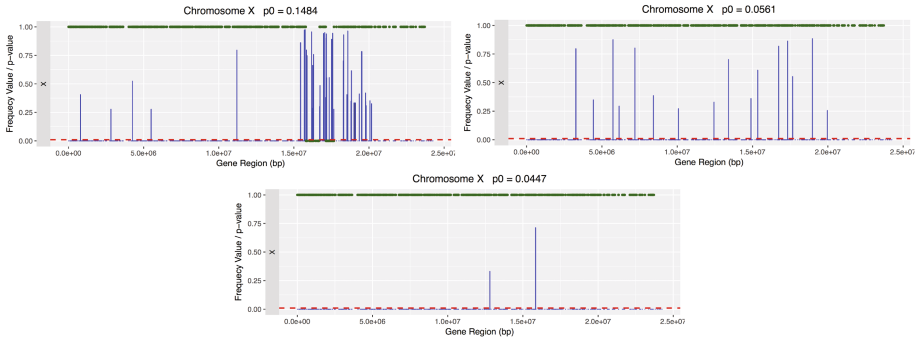 Chromosome X   p0 = 0.1484
Frequecy Value / p−value
X
1.00
0.75
0.50
0.25
0.00
0.0e+00 5.0e+06 1.0e+07 1.5e+07 2.0e+07 2.5e+07
Gene Region (bp)
Chromosome X   p0 = 0.0561
Frequecy Value / p−value
X
1.00
0.75
0.50
0.25
0.00
0.0e+00 5.0e+06 1.0e+07 1.5e+07 2.0e+07 2.5e+07
Gene Region (bp)
Chromosome X   p0 = 0.0447
Frequecy Value / p−value
X
1.00
0.75
0.50
0.25
0.00
0.0e+00 5.0e+06 1.0e+07 1.5e+07 2.0e+07 2.5e+07
Gene Region (bp)